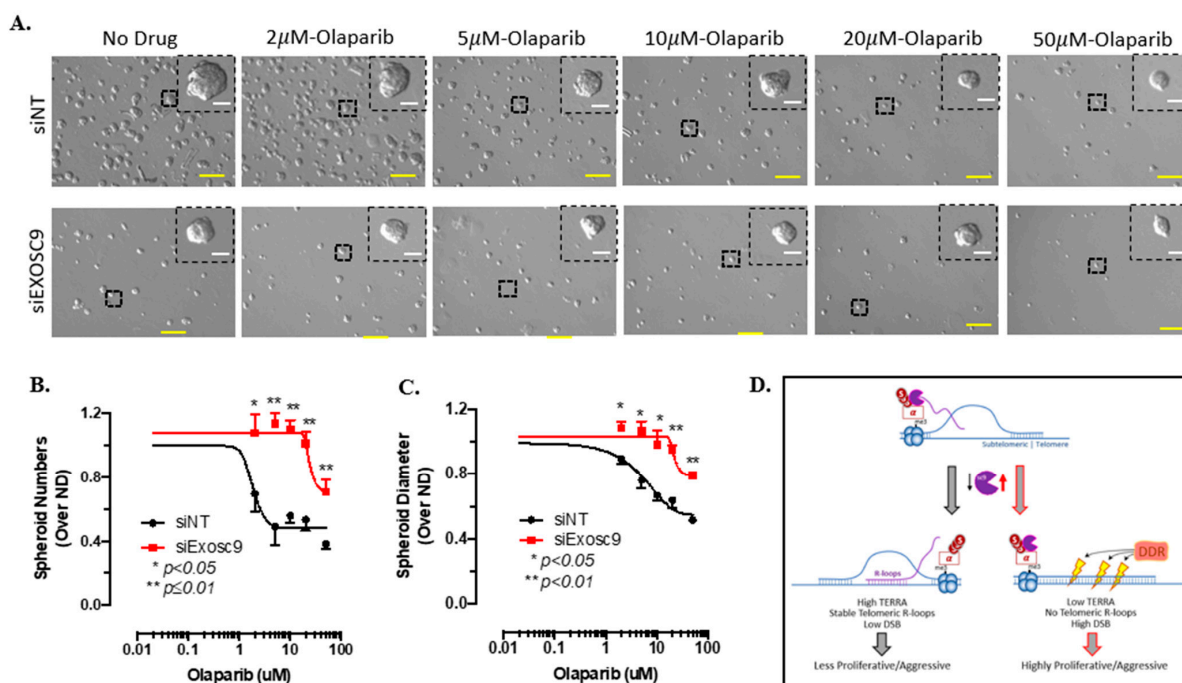 A.
No Drug
2μM-Olaparib
5μM-Olaparib
10μM-Olaparib
20μM-Olaparib
50μM-Olaparib
siNT
siEXOSC9
B.
Spheroid Numbers
(Over ND)
1.2
0.8
0.4
0.0
* ** ** ** **
siNT
siExosc9
* p<0.05
** p≤0.01
0.01 0.1 1 10 100
Olaparib (uM)
C.
Spheroid Diameter
(Over ND)
1.2
0.8
0.4
0.0
* * * ** **
siNT
siExosc9
* p<0.05
** p<0.01
0.01 0.1 1 10 100
Olaparib (uM)
D.
α
me3
Subtelomeric | Telomere
R-loops
α
me3
α
me3
DDR
High TERRA
Stable Telomeric R-loops
Low DSB
Low TERRA
No Telomeric R-loops
High DSB
Less Proliferative/Aggressive
Highly Proliferative/Aggressive